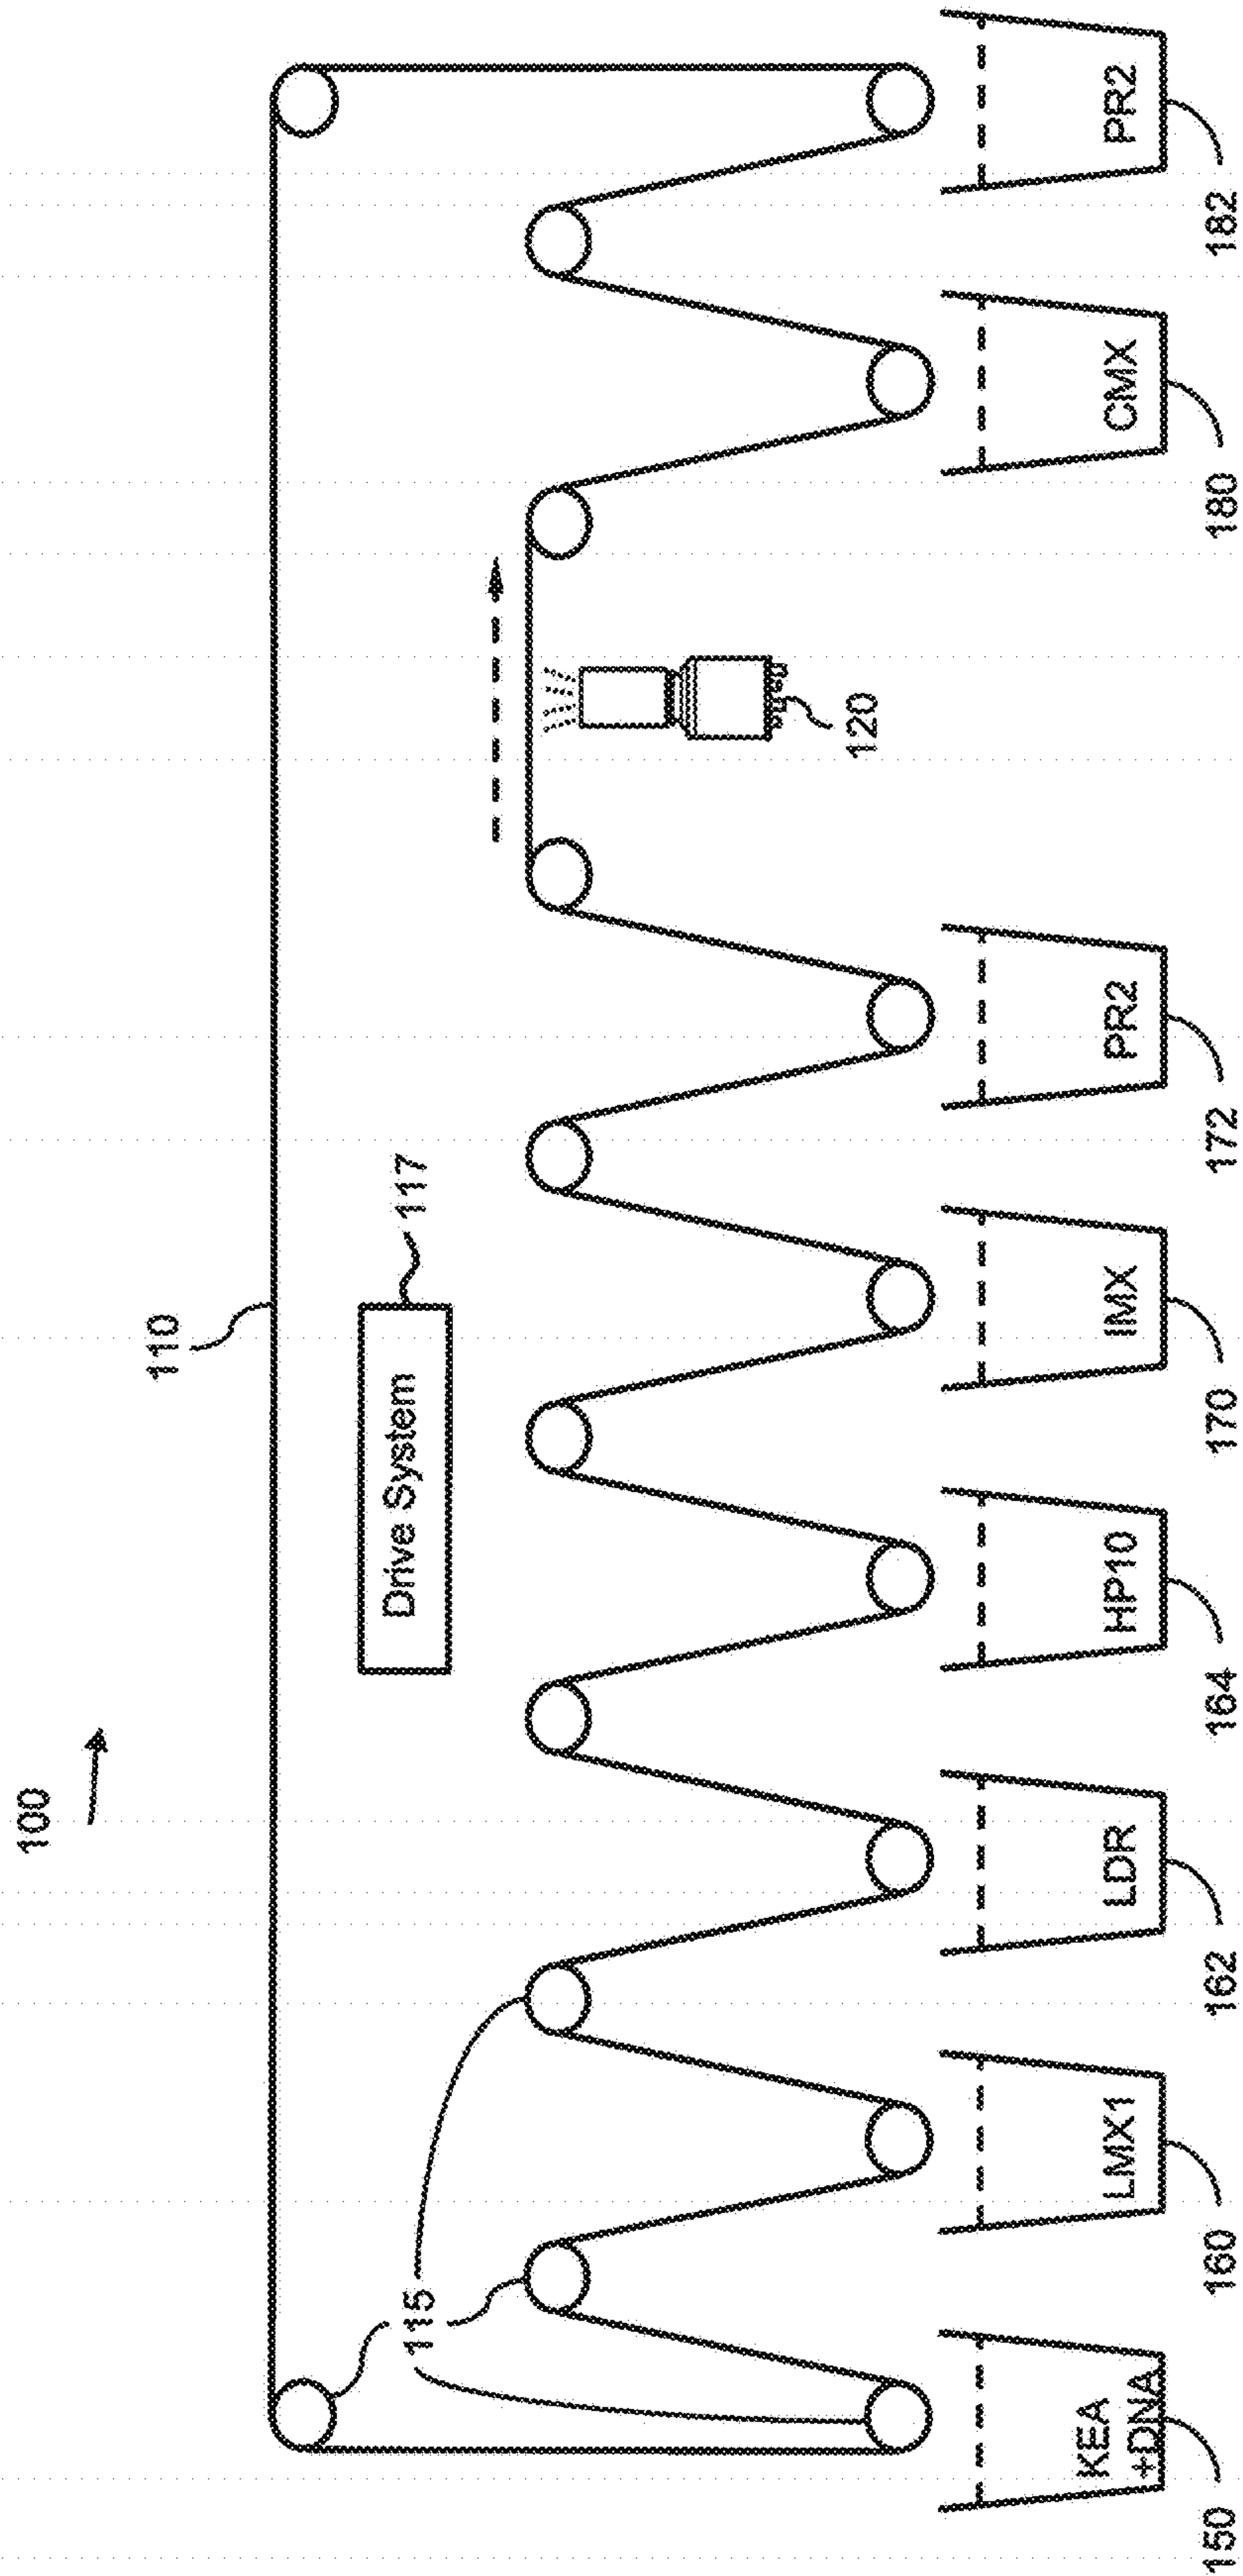 100
110
Drive System
117
115
120
KEA
+DNA
LMX1
LDR
HP10
IMX
PR2
CMX
PR2
150
160
162
164
170
172
180
182